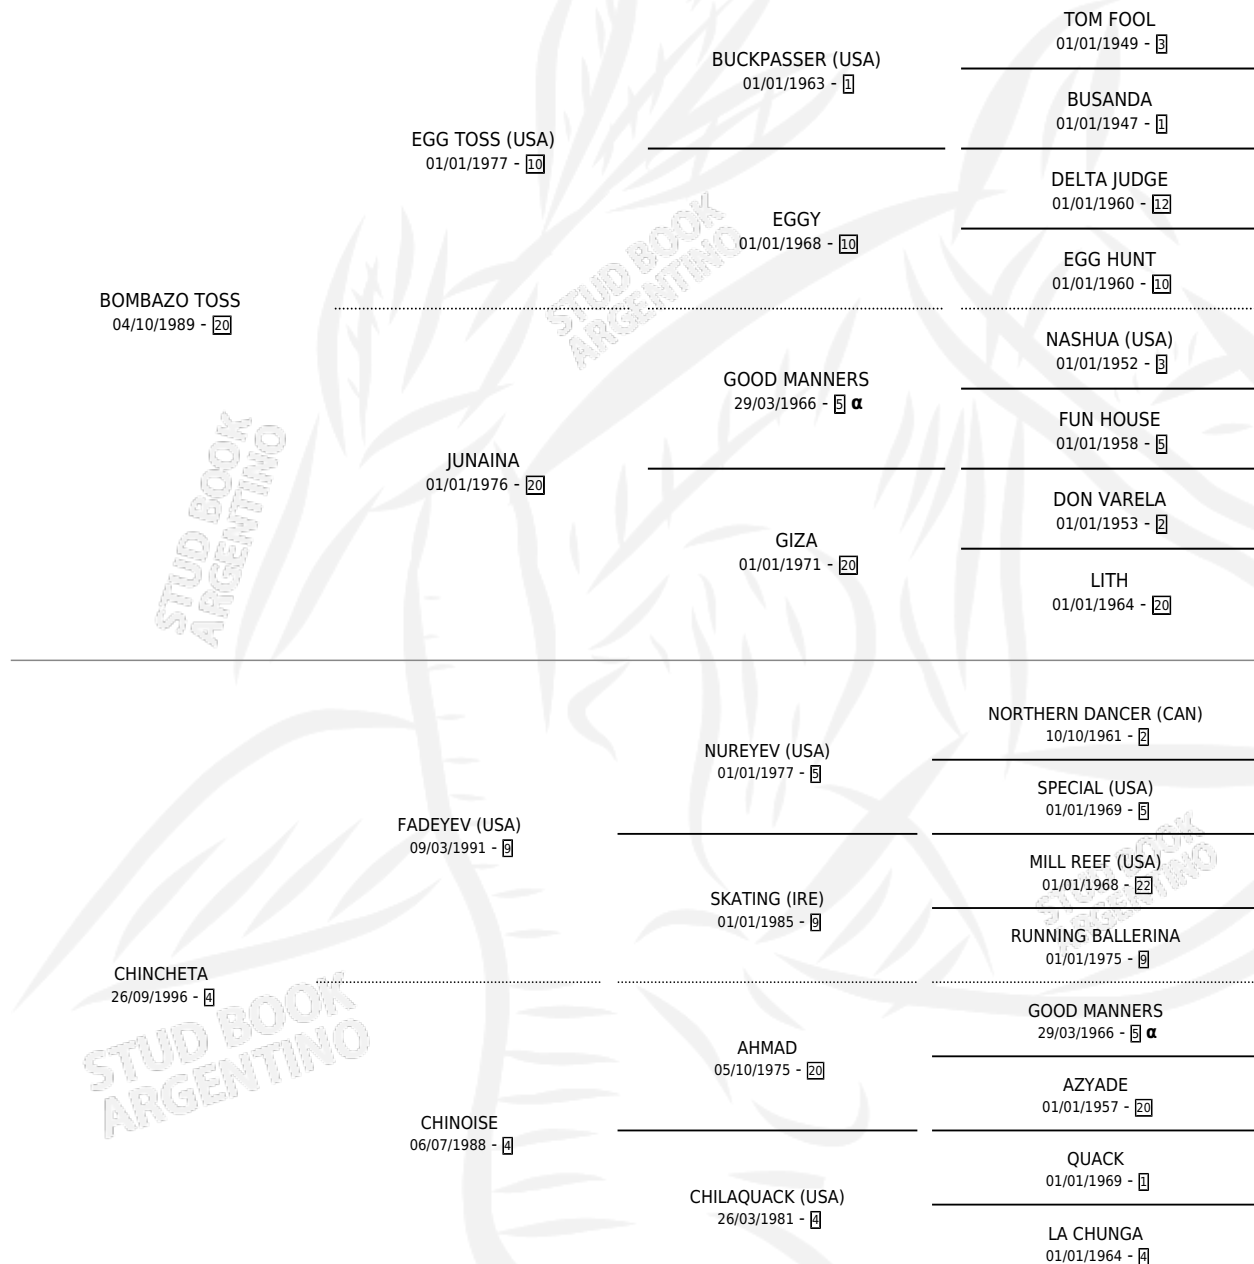 TOM FOOL
01/01/1949 - 3
BUCKPASSER (USA)
01/01/1963 - 1
BUSANDA
01/01/1947 - 1
EGG TOSS (USA)
01/01/1977 - 10
DELTA JUDGE
01/01/1960 - 12
EGGY
01/01/1968 - 10
EGG HUNT
01/01/1960 - 10
BOMBAZO TOSS
04/10/1989 - 20
NASHUA (USA)
01/01/1952 - 3
GOOD MANNERS
29/03/1966 - 5 α
FUN HOUSE
01/01/1958 - 5
JUNAINA
01/01/1976 - 20
DON VARELA
01/01/1953 - 2
GIZA
01/01/1971 - 20
LITH
01/01/1964 - 20
NORTHERN DANCER (CAN)
10/10/1961 - 2
NUREYEV (USA)
01/01/1977 - 5
SPECIAL (USA)
01/01/1969 - 5
FADEYEV (USA)
09/03/1991 - 9
MILL REEF (USA)
01/01/1968 - 22
SKATING (IRE)
01/01/1985 - 9
RUNNING BALLERINA
01/01/1975 - 9
CHINCHETA
26/09/1996 - 4
GOOD MANNERS
29/03/1966 - 5 α
AHMAD
05/10/1975 - 20
AZYADE
01/01/1957 - 20
CHINOISE
06/07/1988 - 4
QUACK
01/01/1969 - 1
CHILAQUACK (USA)
26/03/1981 - 4
LA CHUNGA
01/01/1964 - 4
STUD BOOK
ARGENTINO
STUD BOOK
ARGENTINO
STUD BOOK
ARGENTINO
STUD BOOK
ARGENTINO